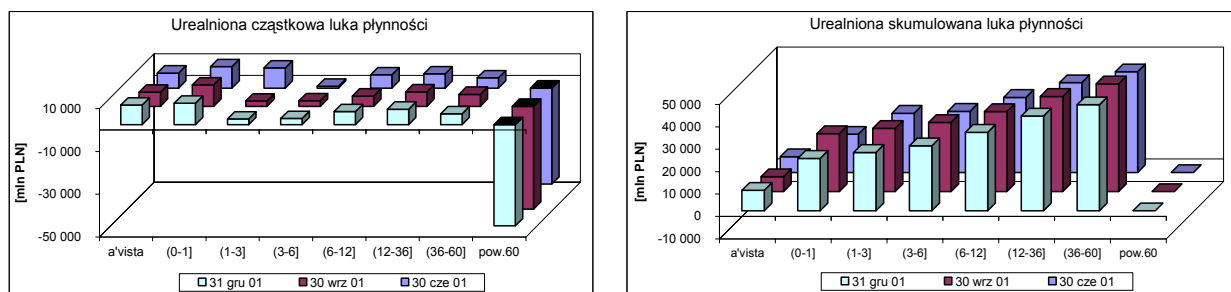 Urealniona cząstkowa luka płynności
[mln PLN]
10 000
-10 000
-30 000
-50 000
a'vista (0-1] (1-3] (3-6] (6-12] (12-36] (36-60] pow.60
31 gru 01 30 wrz 01 30 cze 01
Urealniona skumulowana luka płynności
[mln PLN]
50 000
40 000
30 000
20 000
10 000
0
-10 000
a'vista (0-1] (1-3] (3-6] (6-12] (12-36] (36-60] pow.60
31 gru 01 30 wrz 01 30 cze 01